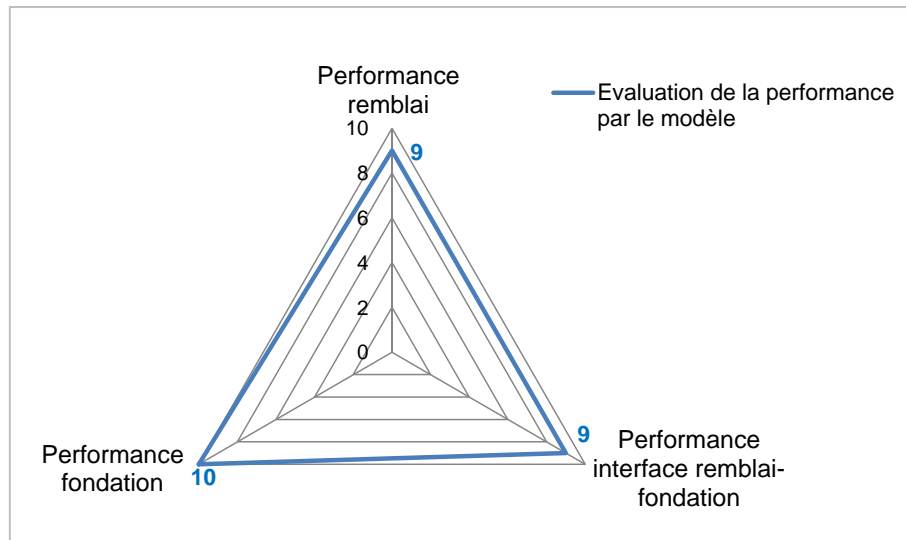 Performance
remblai
Evaluation de la performance
par le modèle
10
9
8
6
4
2
0
9
Performance
interface remblai-
fondation
Performance
fondation
10